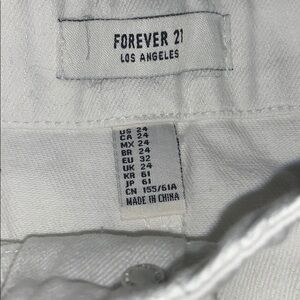 FOREVER 21
LOS ANGELES
US 24
CA 24
MX 24
BR 24
EU 32
UK 24
KR 61
JP 61
CN 155/61A
MADE IN CHINA